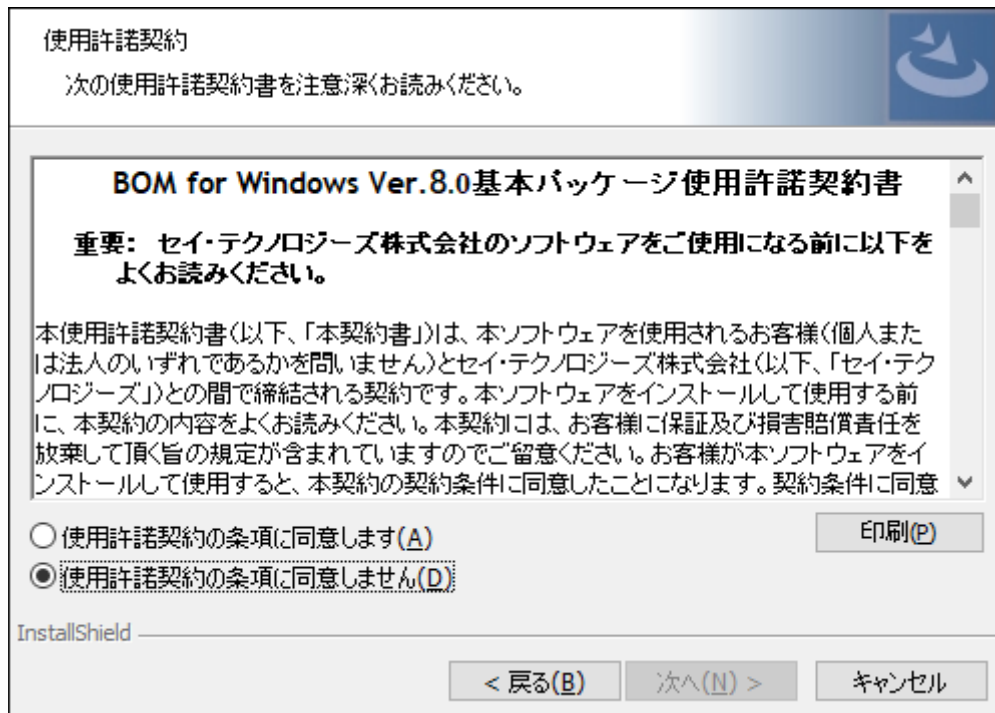 使用許諾契約
次の使用許諾契約書を注意深くお読みください。
BOM for Windows Ver.8.0基本パッケージ使用許諾契約書
重要: セイ・テクノロジーズ株式会社のソフトウェアをご使用になる前に以下を
よくお読みください。
本使用許諾契約書(以下、「本契約書」)は、本ソフトウェアを使用されるお客様(個人また
は法人のいずれであるかを問いません)とセイ・テクノロジーズ株式会社(以下、「セイ・テク
ノロジーズ」)との間で締結される契約です。本ソフトウェアをインストールして使用する前
に、本契約の内容をよくお読みください。本契約には、お客様に保証及び損害賠償責任を
放棄して頂く旨の規定が含まれていますのでご留意ください。お客様が本ソフトウェアをイ
ンストールして使用すると、本契約の契約条件に同意したことになります。契約条件に同意
使用許諾契約の条項に同意します(A)
印刷(P)
使用許諾契約の条項に同意しません(D)
InstallShield
< 戻る(B)
次へ(N) >
キャンセル